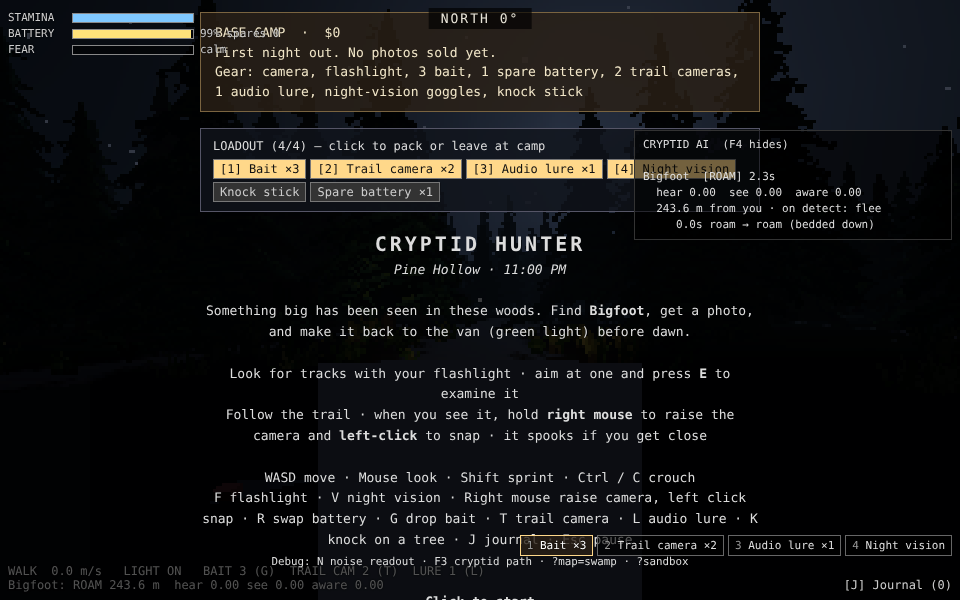 STAMINA
BATTERY
99% spares
FEAR
calm
NORTH 0°
BASE CAMP · $0
First night out. No photos sold yet.
Gear: camera, flashlight, 3 bait, 1 spare battery, 2 trail cameras,
1 audio lure, night-vision goggles, knock stick
LOADOUT (4/4) — click to pack or leave at camp
[1] Bait ×3 [2] Trail camera ×2 [3] Audio lure ×1 [4] Night vision
Knock stick Spare battery ×1
CRYPTID AI (F4 hides)
Bigfoot [ROAM] 2.3s
hear 0.00 see 0.00 aware 0.00
243.6 m from you · on detect: flee
0.0s roam → roam (bedded down)
CRYPTID HUNTER
Pine Hollow · 11:00 PM
Something big has been seen in these woods. Find Bigfoot, get a photo,
and make it back to the van (green light) before dawn.
Look for tracks with your flashlight · aim at one and press E to
examine it
Follow the trail · when you see it, hold right mouse to raise the
camera and left-click to snap · it spooks if you get close
WASD move · Mouse look · Shift sprint · Ctrl / C crouch
F flashlight · V night vision · Right mouse raise camera, left click
snap · R swap battery · G drop bait · T trail camera · L audio lure · K
knock on a tree · J journal · Esc pause
1 Bait ×3 2 Trail camera ×2 3 Audio lure ×1 4 Night vision
Debug: N noise readout · F3 cryptid path · ?map=swamp · ?sandbox
WALK 0.0 m/s LIGHT ON BAIT 3 (G) TRAIL CAM 2 (T) LURE 1 (L)
Bigfoot: ROAM 243.6 m hear 0.00 see 0.00 aware 0.00
[J] Journal (0)
Click to start